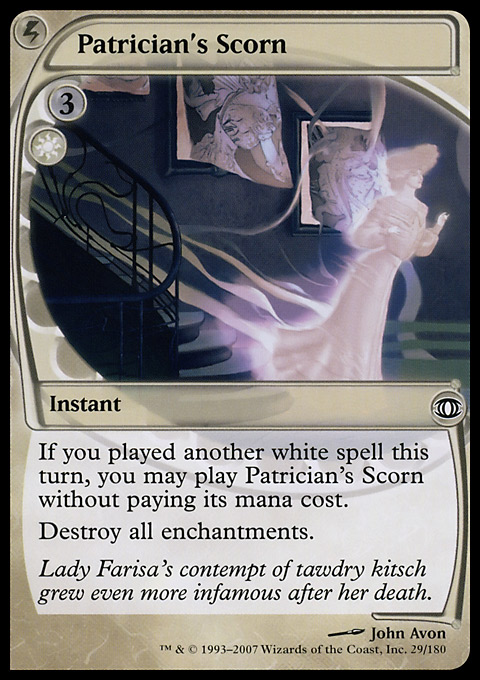 Patrician's Scorn
3
Instant
If you played another white spell this
turn, you may play Patrician's Scorn
without paying its mana cost.
Destroy all enchantments.
Lady Farisa's contempt of tawdry kitsch
grew even more infamous after her death.
John Avon
™ & © 1993–2007 Wizards of the Coast, Inc. 29/180